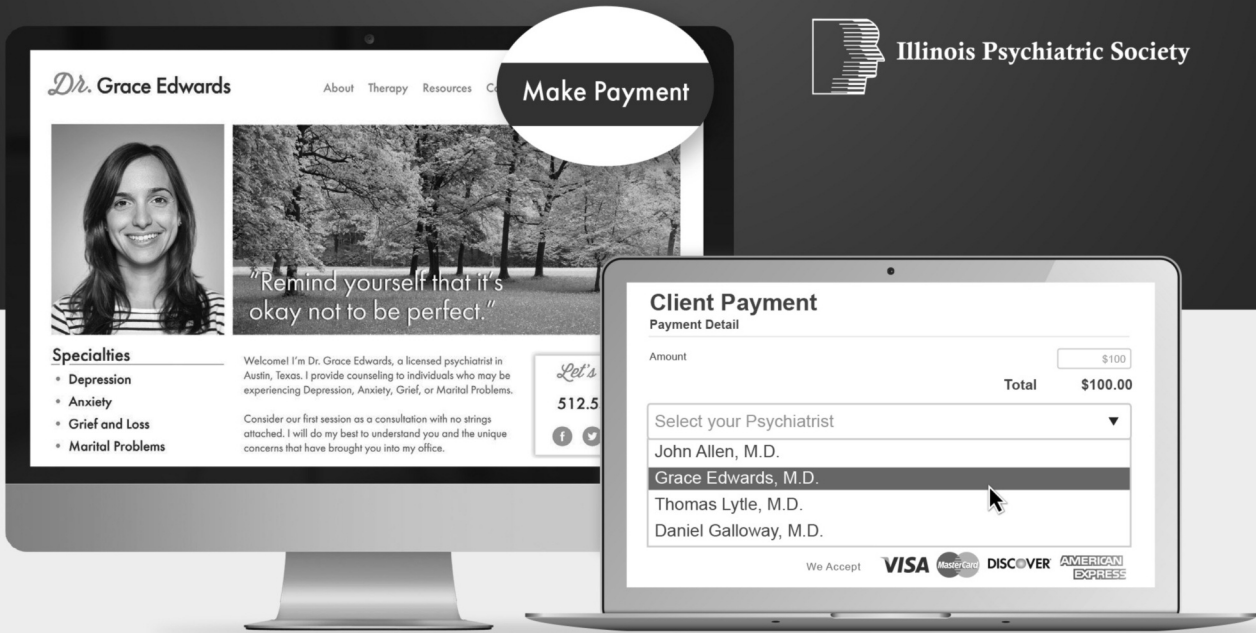 Illinois Psychiatric Society
Dr. Grace Edwards
About Therapy Resources
Make Payment
"Remind yourself that it's
okay not to be perfect."
Specialties
• Depression
• Anxiety
• Grief and Loss
• Marital Problems
Welcome! I'm Dr. Grace Edwards, a licensed psychiatrist in
Austin, Texas. I provide counseling to individuals who may be
experiencing Depression, Anxiety, Grief, or Marital Problems.
Consider our first session as a consultation with no strings
attached. I will do my best to understand you and the unique
concerns that have brought you into my office.
Let's
512.5
Client Payment
Payment Detail
Amount
$100
Total $100.00
Select your Psychiatrist
John Allen, M.D.
Grace Edwards, M.D.
Thomas Lytle, M.D.
Daniel Galloway, M.D.
We Accept VISA MasterCard DISCOVER AMERICAN
EXPRESS